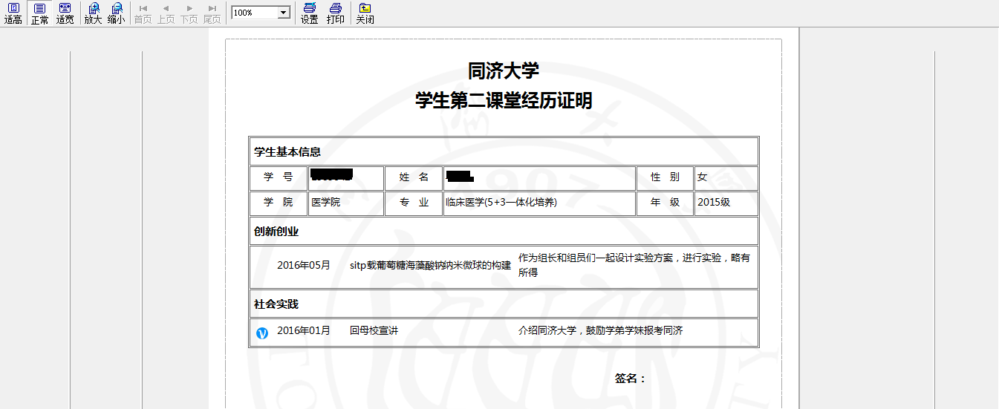 适高 正常 适宽 放大 缩小 首页 上页 下页 尾页 100% 设置 打印 关闭
同济大学
学生第二课堂经历证明
学生基本信息
学 号 姓 名 性 别 女
学 院 医学院 专 业 临床医学(5+3一体化培养) 年 级 2015级
创新创业
2016年05月 sitp载葡萄糖海藻酸钠纳米微球的构建 作为组长和组员们一起设计实验方案，进行实验，略有
所得
社会实践
V 2016年01月 回母校宣讲 介绍同济大学，鼓励学弟学妹报考同济
签名：
1907